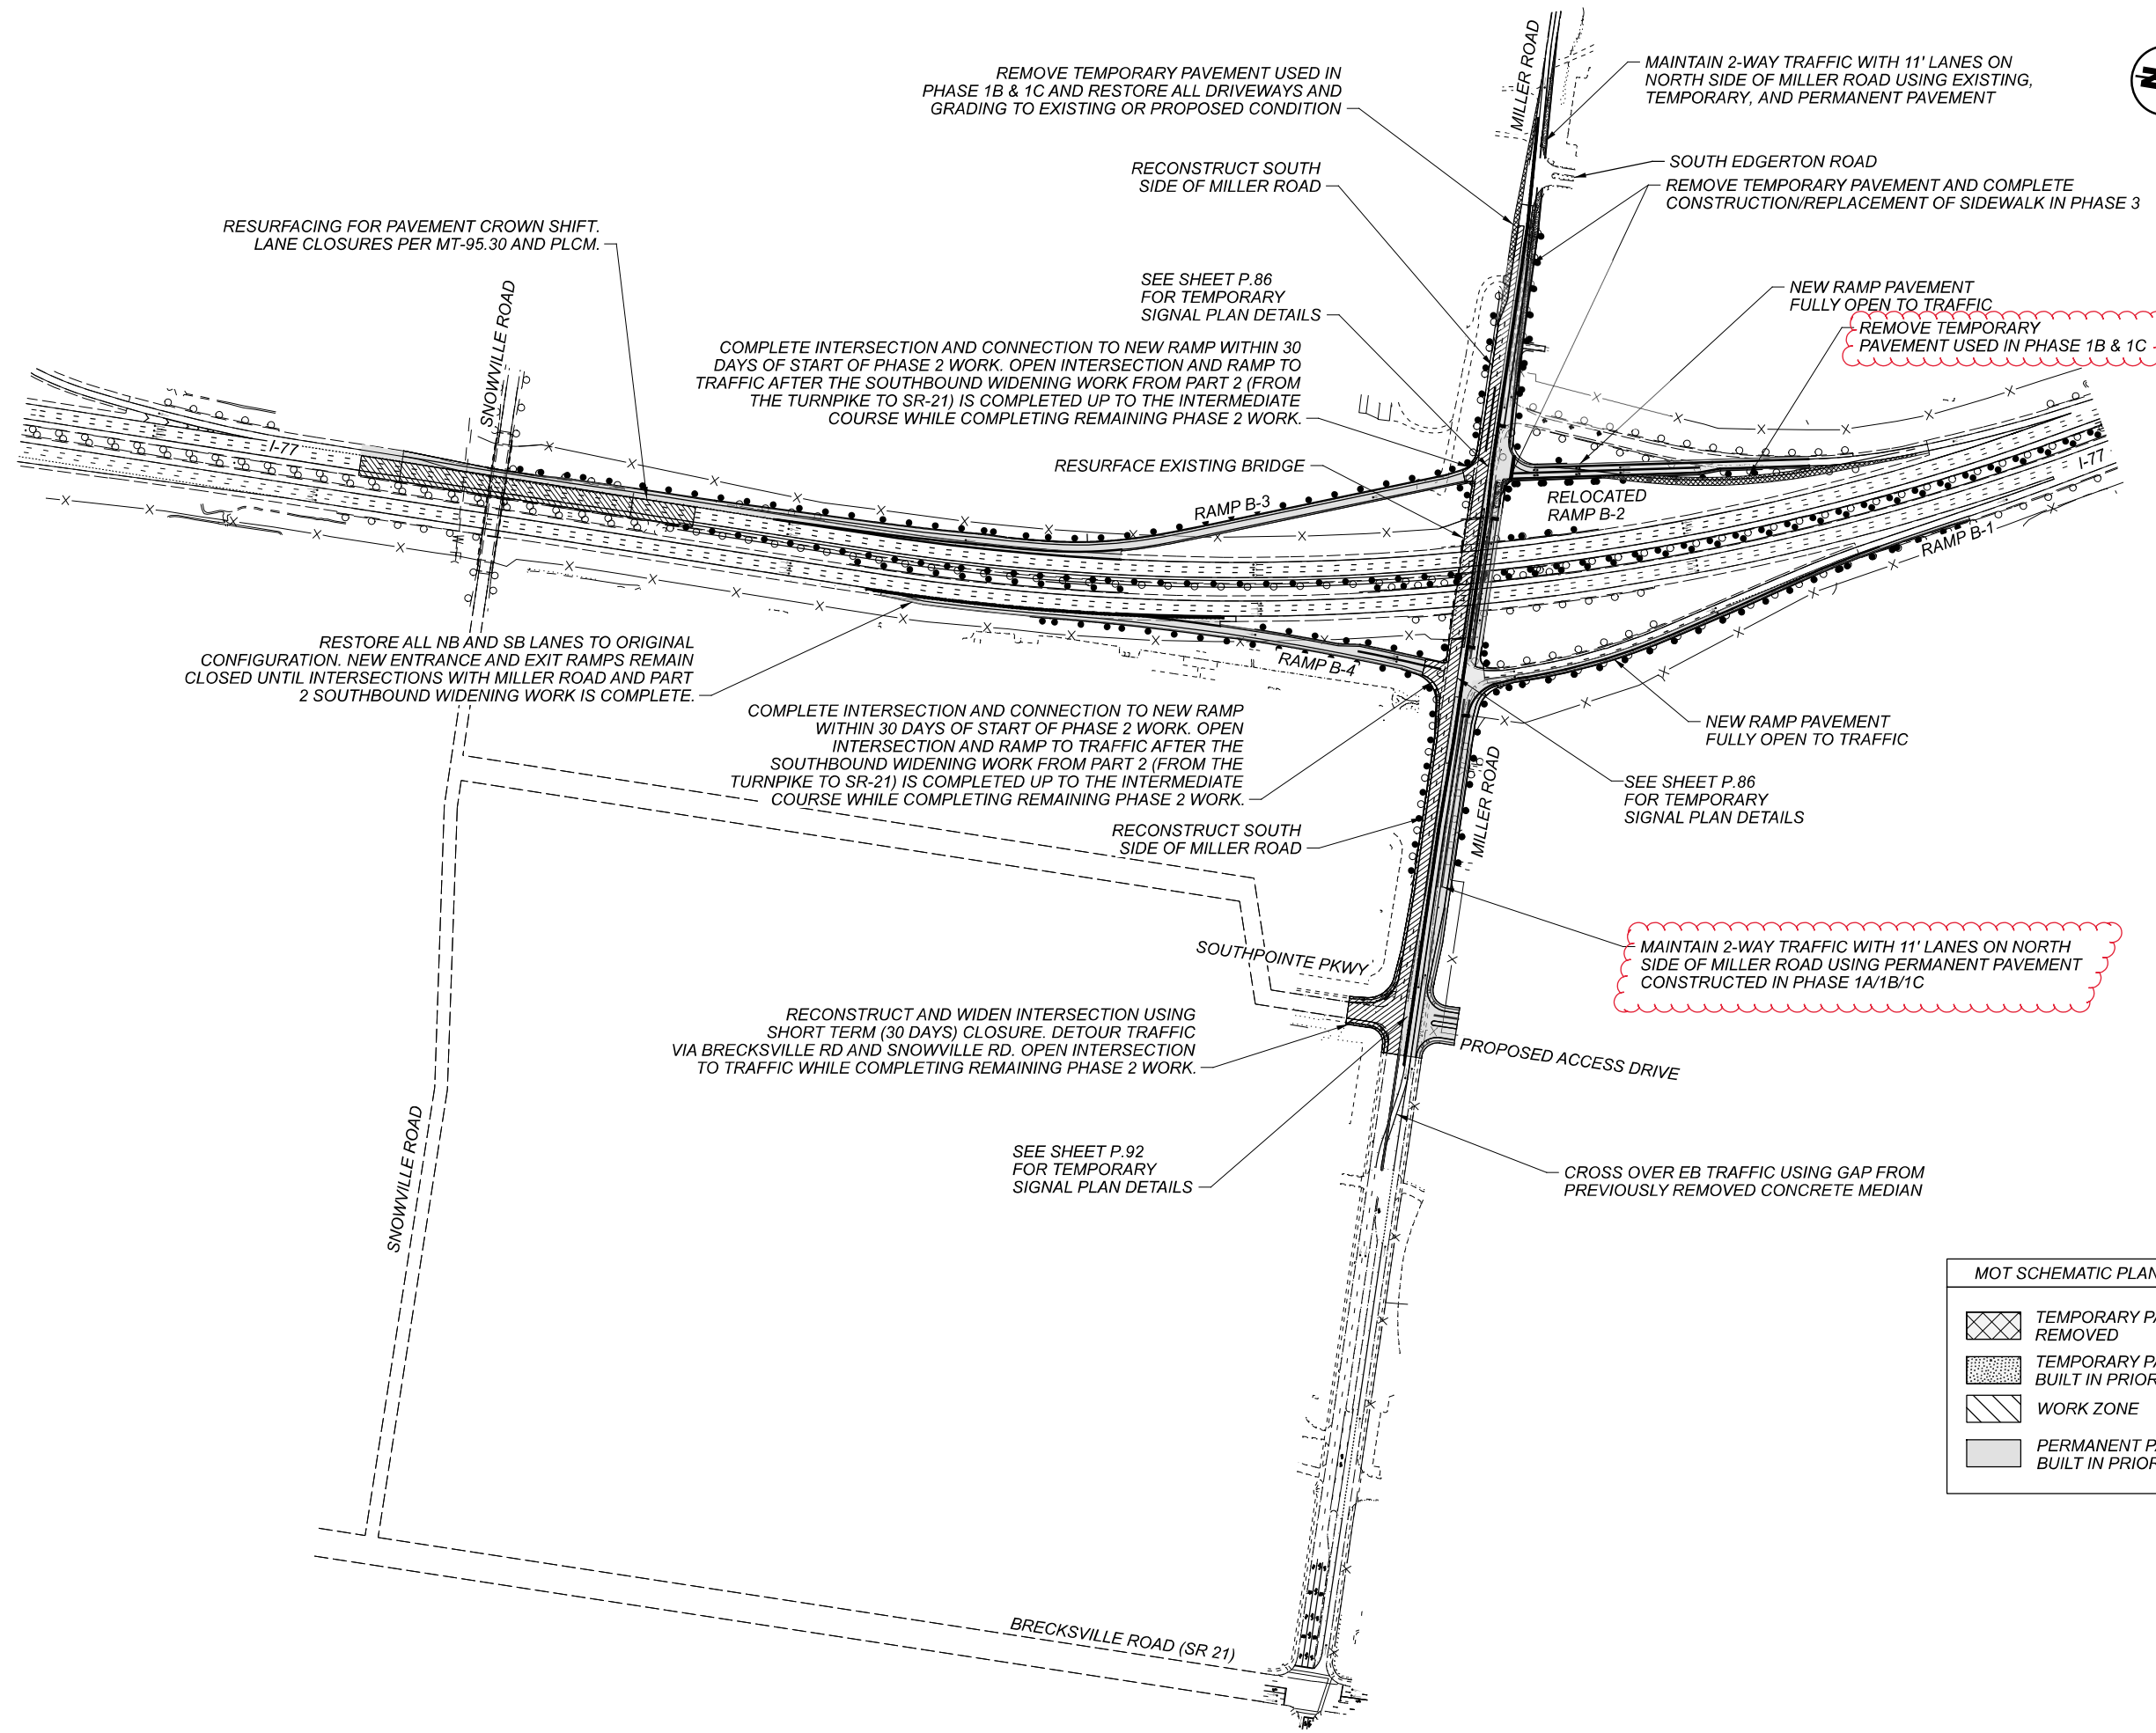 MILLER ROAD
REMOVE TEMPORARY PAVEMENT USED IN
PHASE 1B & 1C AND RESTORE ALL DRIVEWAYS AND
GRADING TO EXISTING OR PROPOSED CONDITION
MAINTAIN 2-WAY TRAFFIC WITH 11' LANES ON
NORTH SIDE OF MILLER ROAD USING EXISTING,
TEMPORARY, AND PERMANENT PAVEMENT
N
RECONSTRUCT SOUTH
SIDE OF MILLER ROAD
SOUTH EDGERTON ROAD
REMOVE TEMPORARY PAVEMENT AND COMPLETE
CONSTRUCTION/REPLACEMENT OF SIDEWALK IN PHASE 3
RESURFACING FOR PAVEMENT CROWN SHIFT.
LANE CLOSURES PER MT-95.30 AND PLCM.
SEE SHEET P.86
FOR TEMPORARY
SIGNAL PLAN DETAILS
NEW RAMP PAVEMENT
FULLY OPEN TO TRAFFIC
REMOVE TEMPORARY
PAVEMENT USED IN PHASE 1B & 1C
SNOWVILLE ROAD
COMPLETE INTERSECTION AND CONNECTION TO NEW RAMP WITHIN 30
DAYS OF START OF PHASE 2 WORK. OPEN INTERSECTION AND RAMP TO
TRAFFIC AFTER THE SOUTHBOUND WIDENING WORK FROM PART 2 (FROM
THE TURNPIKE TO SR-21) IS COMPLETED UP TO THE INTERMEDIATE
COURSE WHILE COMPLETING REMAINING PHASE 2 WORK.
I-77
RESURFACE EXISTING BRIDGE
I-77
RAMP B-3
RELOCATED
RAMP B-2
RAMP B-1
RESTORE ALL NB AND SB LANES TO ORIGINAL
CONFIGURATION. NEW ENTRANCE AND EXIT RAMPS REMAIN
CLOSED UNTIL INTERSECTIONS WITH MILLER ROAD AND PART
2 SOUTHBOUND WIDENING WORK IS COMPLETE.
RAMP B-4
COMPLETE INTERSECTION AND CONNECTION TO NEW RAMP
WITHIN 30 DAYS OF START OF PHASE 2 WORK. OPEN
INTERSECTION AND RAMP TO TRAFFIC AFTER THE
SOUTHBOUND WIDENING WORK FROM PART 2 (FROM THE
TURNPIKE TO SR-21) IS COMPLETED UP TO THE INTERMEDIATE
COURSE WHILE COMPLETING REMAINING PHASE 2 WORK.
NEW RAMP PAVEMENT
FULLY OPEN TO TRAFFIC
MILLER ROAD
SEE SHEET P.86
FOR TEMPORARY
SIGNAL PLAN DETAILS
RECONSTRUCT SOUTH
SIDE OF MILLER ROAD
SOUTHPOINTE PKWY
MAINTAIN 2-WAY TRAFFIC WITH 11' LANES ON NORTH
SIDE OF MILLER ROAD USING PERMANENT PAVEMENT
CONSTRUCTED IN PHASE 1A/1B/1C
RECONSTRUCT AND WIDEN INTERSECTION USING
SHORT TERM (30 DAYS) CLOSURE. DETOUR TRAFFIC
VIA BRECKSVILLE RD AND SNOWVILLE RD. OPEN INTERSECTION
TO TRAFFIC WHILE COMPLETING REMAINING PHASE 2 WORK.
PROPOSED ACCESS DRIVE
SNOWVILLE ROAD
SEE SHEET P.92
FOR TEMPORARY
SIGNAL PLAN DETAILS
CROSS OVER EB TRAFFIC USING GAP FROM
PREVIOUSLY REMOVED CONCRETE MEDIAN
MOT SCHEMATIC PLAN
TEMPORARY PA
REMOVED
TEMPORARY PA
BUILT IN PRIOR
WORK ZONE
PERMANENT PA
BUILT IN PRIOR
BRECKSVILLE ROAD (SR 21)